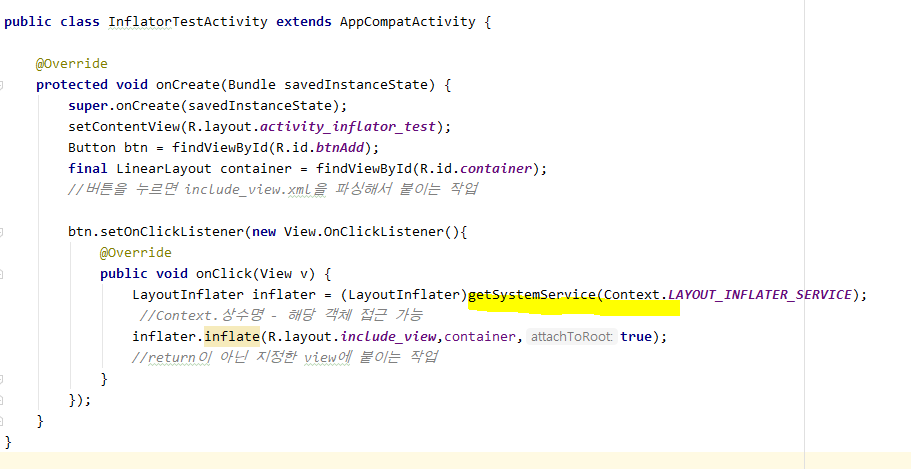 public class InflatorTestActivity extends AppCompatActivity {
@Override
protected void onCreate(Bundle savedInstanceState) {
super.onCreate(savedInstanceState);
setContentView(R.layout.activity_inflator_test);
Button btn = findViewById(R.id.btnAdd);
final LinearLayout container = findViewById(R.id.container);
//버튼을 누르면 include_view.xml을 파싱해서 붙이는 작업
btn.setOnClickListener(new View.OnClickListener(){
@Override
public void onClick(View v) {
LayoutInflater inflater = (LayoutInflater)getSystemService(Context.LAYOUT_INFLATER_SERVICE);
//Context.상수명 - 해당 객체 접근 가능
inflater.inflate(R.layout.include_view,container, attachToRoot: true);
//return이 아닌 지정한 view에 붙이는 작업
}
});
}
}